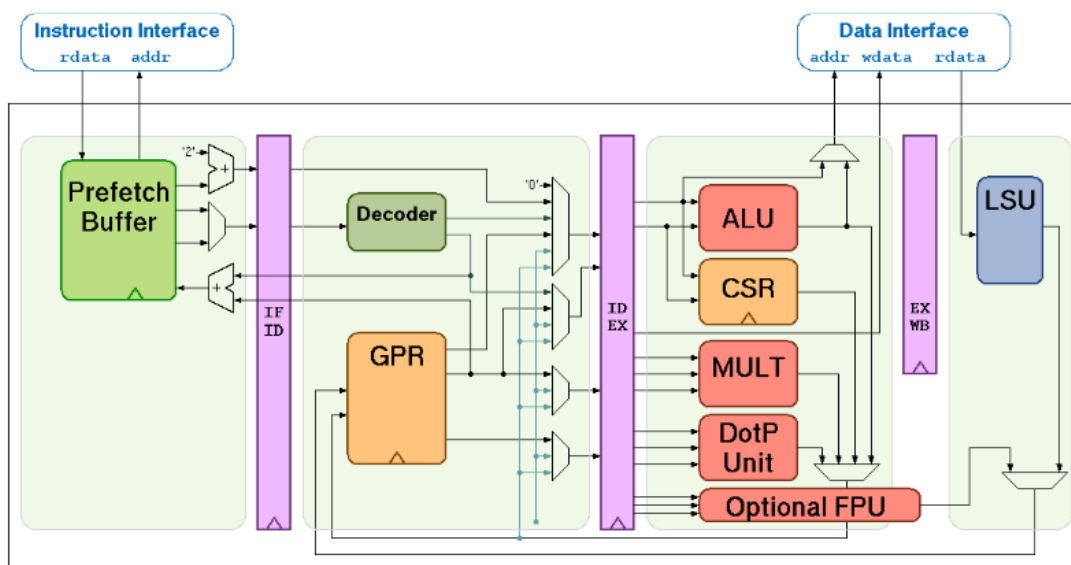 Instruction Interface
rdata addr
Data Interface
addr wdata rdata
'2'
+
Prefetch
Buffer
+
IF
ID
Decoder
GPR
'0'
ID
EX
ALU
CSR
MULT
DotP
Unit
Optional FPU
EX
WB
LSU